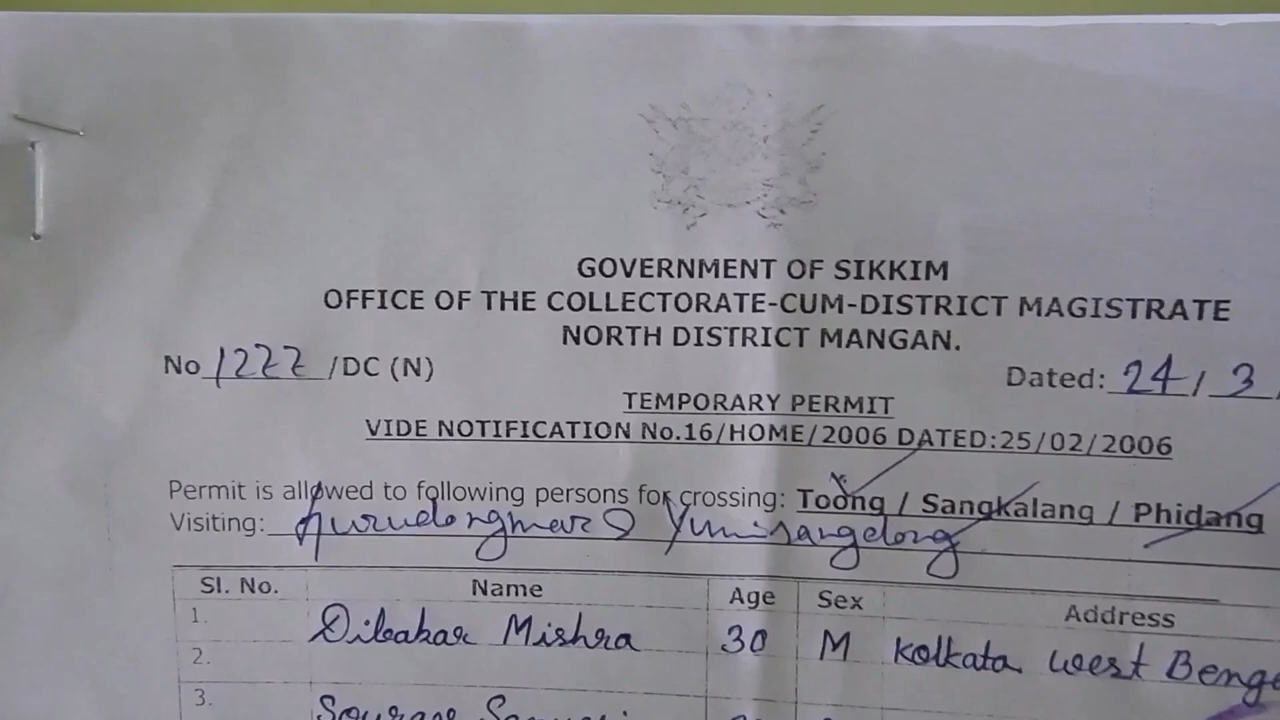 GOVERNMENT OF SIKKIM
OFFICE OF THE COLLECTORATE-CUM-DISTRICT MAGISTRATE
NORTH DISTRICT MANGAN.
No 1222 /DC (N) Dated: 24 / 3
TEMPORARY PERMIT
VIDE NOTIFICATION No.16/HOME/2006 DATED:25/02/2006
Permit is allowed to following persons for crossing: Toong / Sangkalang / Phidang
Visiting: Gurudongmar & Yumisangdong
Sl. No. Name Age Sex Address
1. Dibakar Mishra 30 M Kolkata West Beng
2.
3.